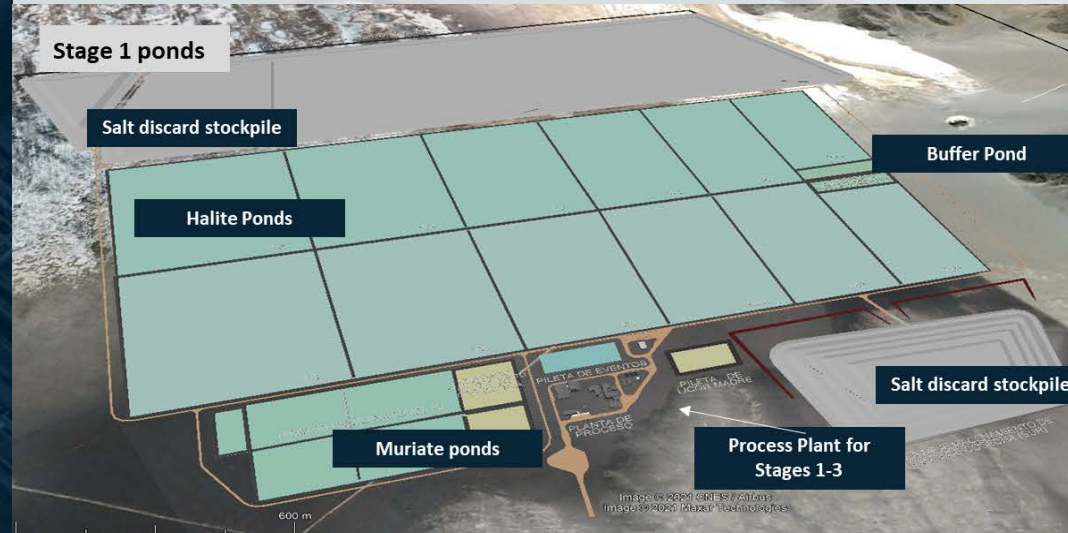 Stage 1 ponds
Salt discard stockpile
Buffer Pond
Halite Ponds
PILETA DE EVENTOS
PILETA DE
LICOR MADRE
Salt discard stockpile
PLANTA DE
PROCESO
Muriate ponds
Process Plant for
Stages 1-3
Image © 2021 CNES / Airbus
Image © 2021 Maxar Technologies
600 m